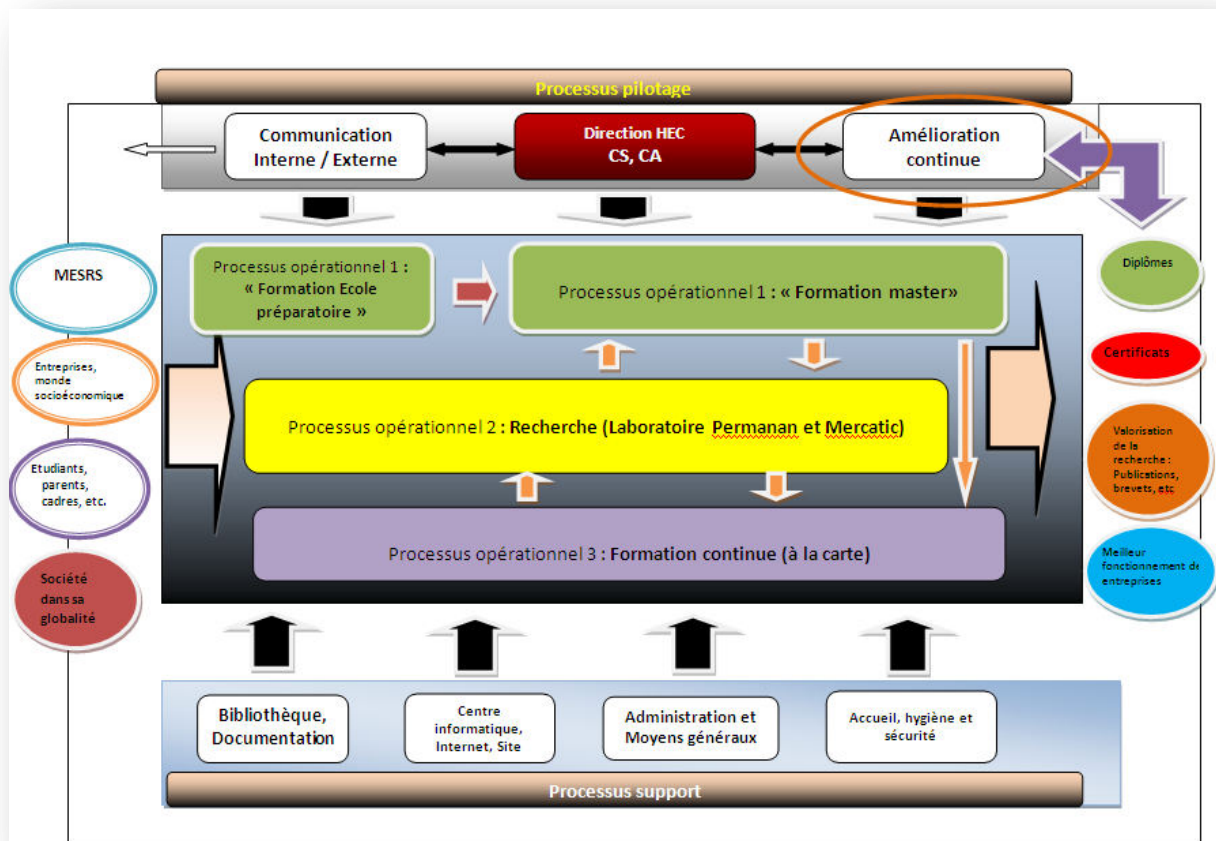 Processus pilotage
Communication
Interne / Externe
Direction HEC
CS, CA
Amélioration
continue
MESRS
Entreprises,
monde
socioéconomique
Etudiants,
parents,
cadres, etc.
Société
dans sa
globalité
Processus opérationnel 1 :
« Formation Ecole
préparatoire »
Processus opérationnel 1 : « Formation master»
Processus opérationnel 2 : Recherche (Laboratoire Permanan et Mercatic)
Processus opérationnel 3 : Formation continue (à la carte)
Diplômes
Certificats
Valorisation
de la
recherche :
Publications,
brevets, etc
Meilleur
fonctionnement de
entreprises
Bibliothèque,
Documentation
Centre
informatique,
Internet, Site
Administration et
Moyens généraux
Accueil, hygiène et
sécurité
Processus support